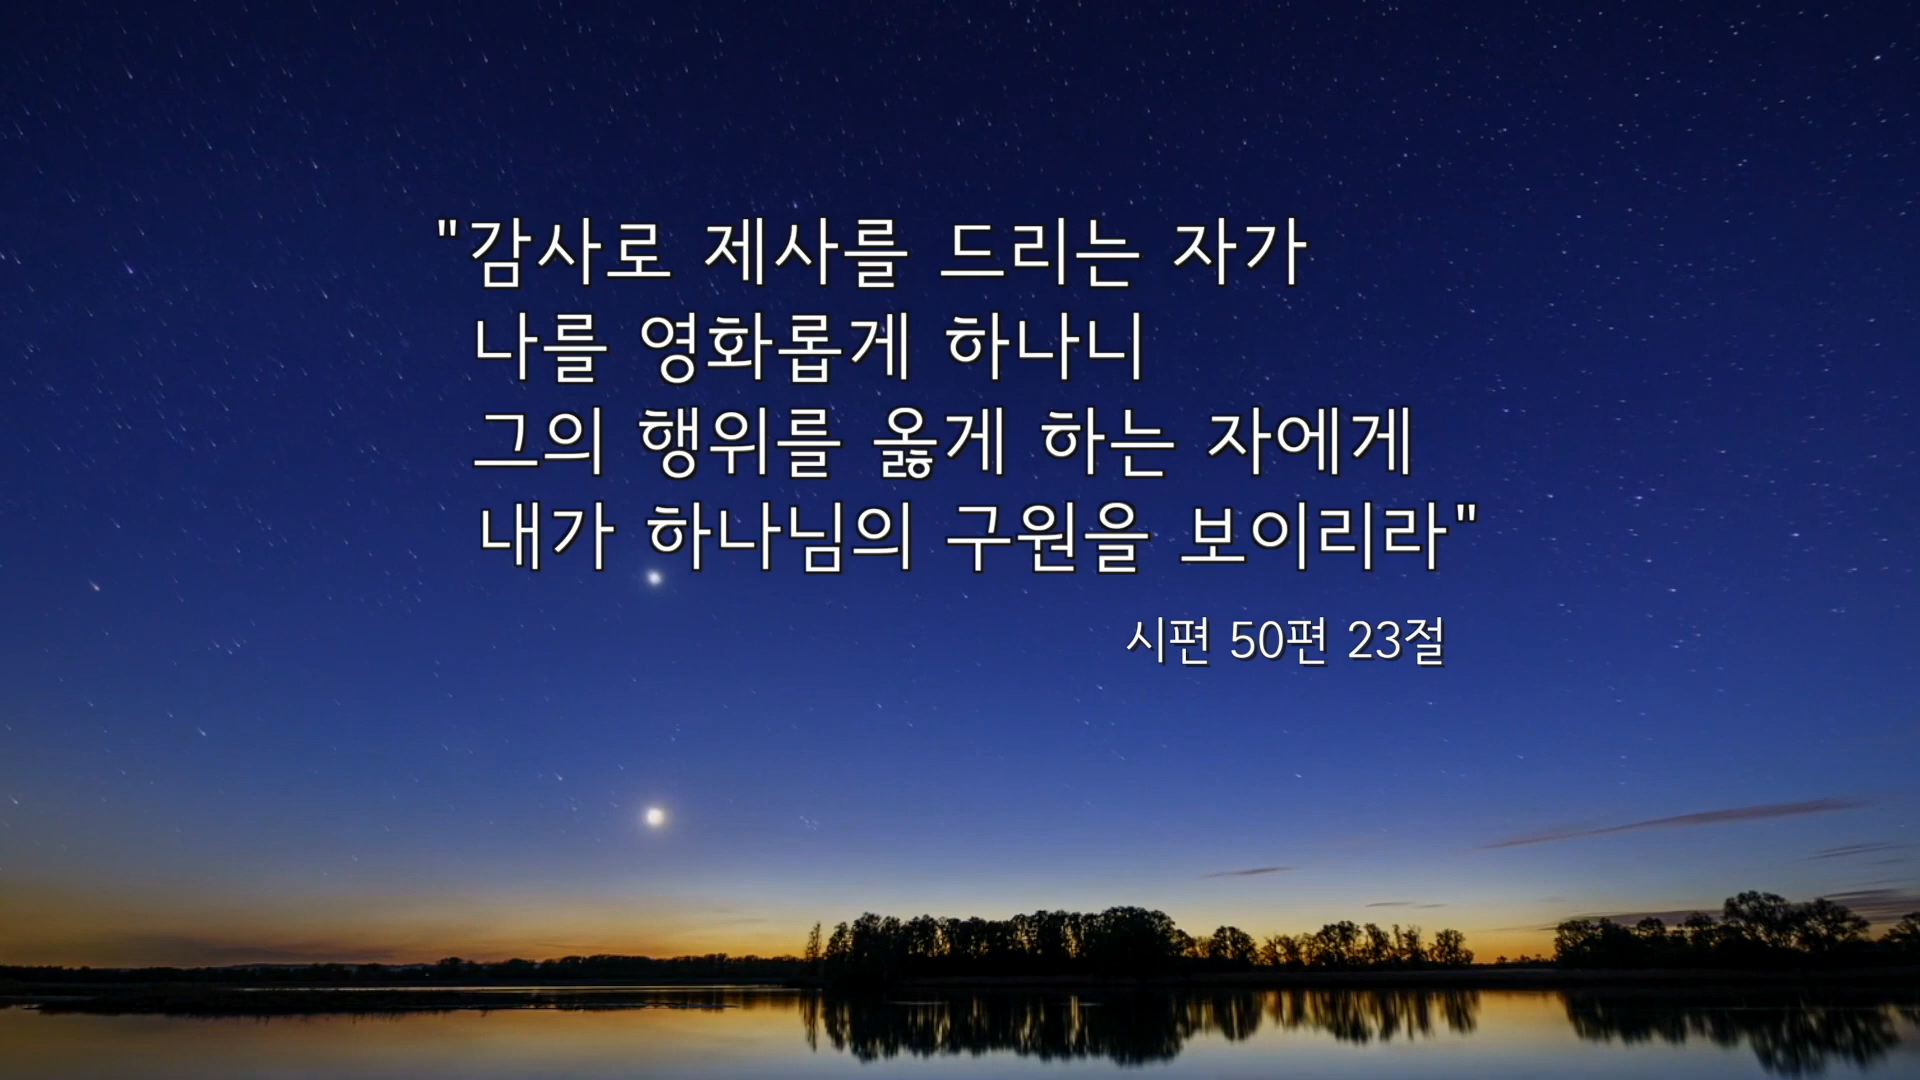 "감사로 제사를 드리는 자가
나를 영화롭게 하나니
그의 행위를 옳게 하는 자에게
내가 하나님의 구원을 보이리라"
시편 50편 23절